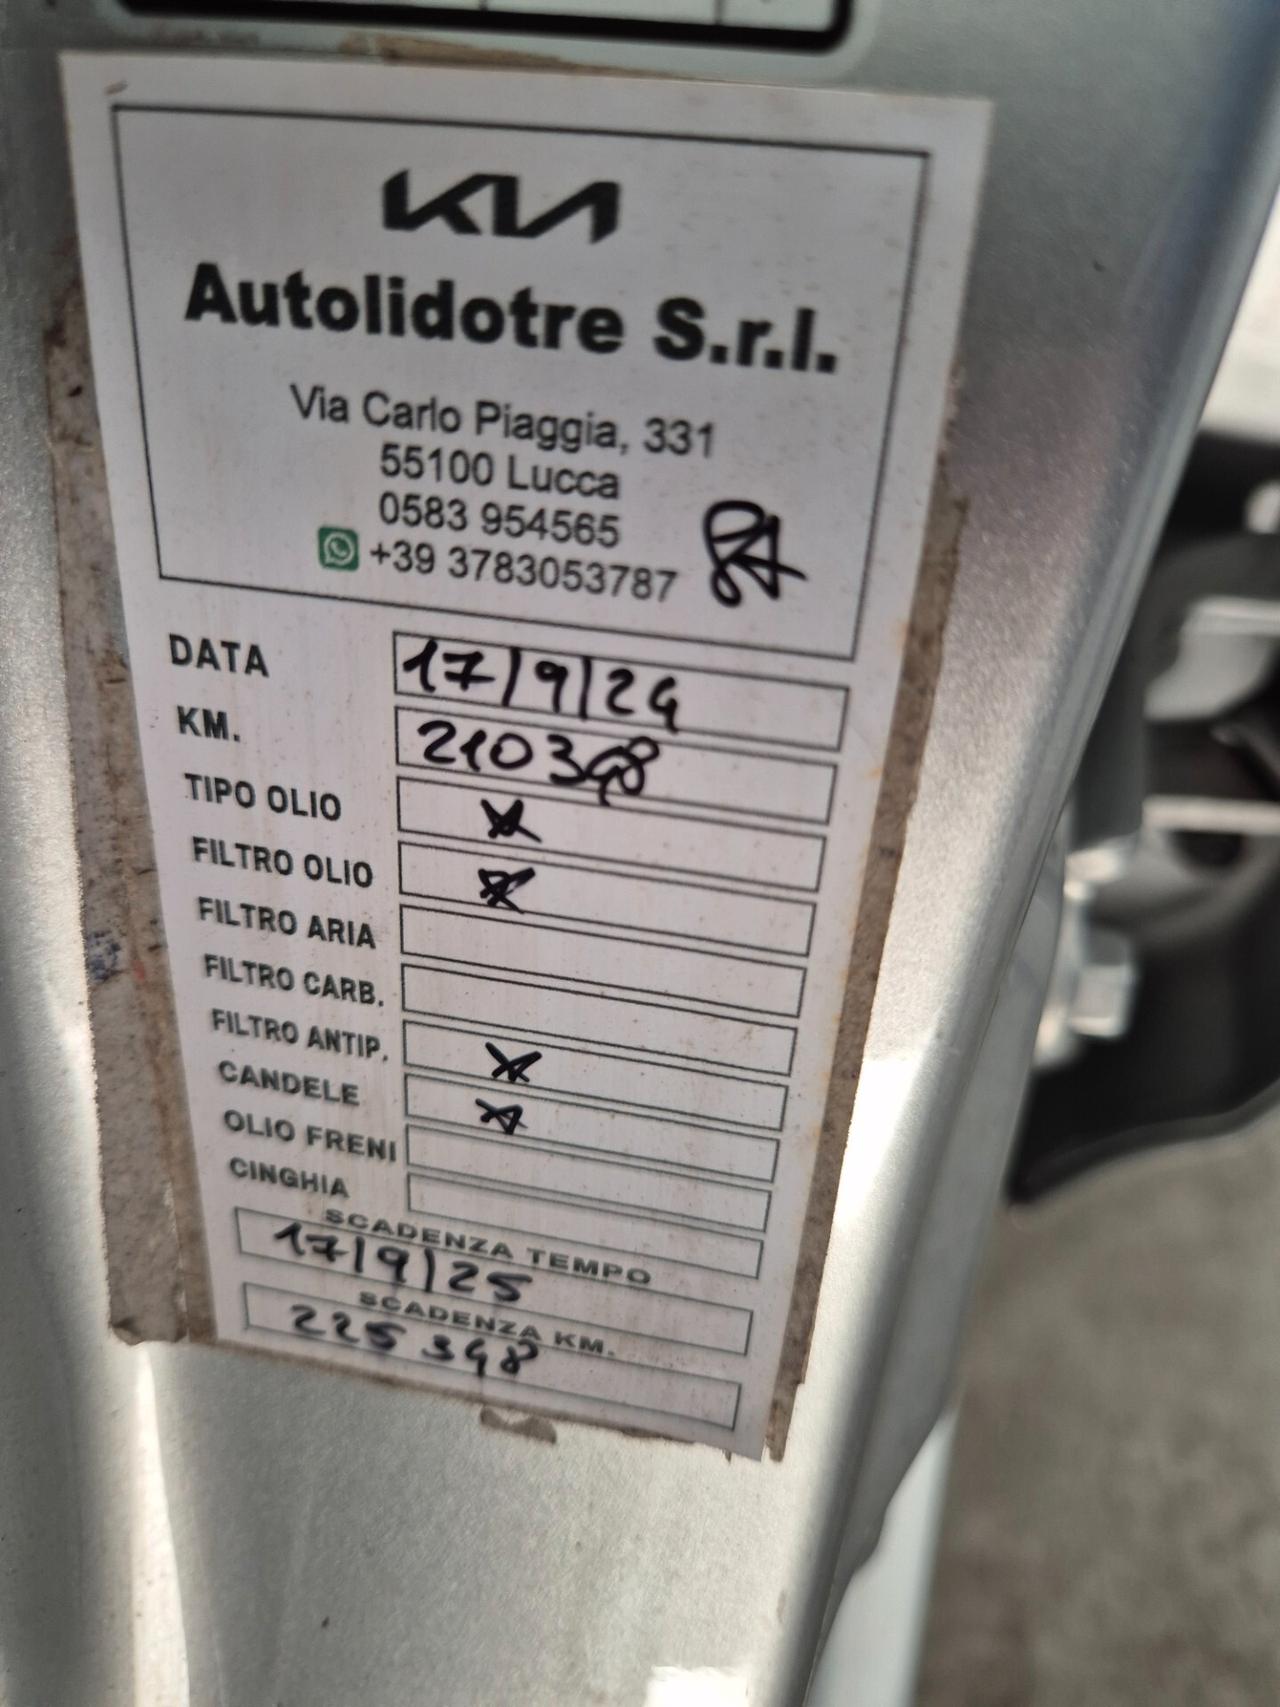 KIA
Autolidotre S.r.l.
Via Carlo Piaggia, 331
55100 Lucca
0583 954565
+39 3783053787
DATA 17/9/24
KM. 210348
TIPO OLIO X
FILTRO OLIO X
FILTRO ARIA
FILTRO CARB.
FILTRO ANTIP. X
CANDELE X
OLIO FRENI
CINGHIA
SCADENZA TEMPO
17/9/25
SCADENZA KM.
225348